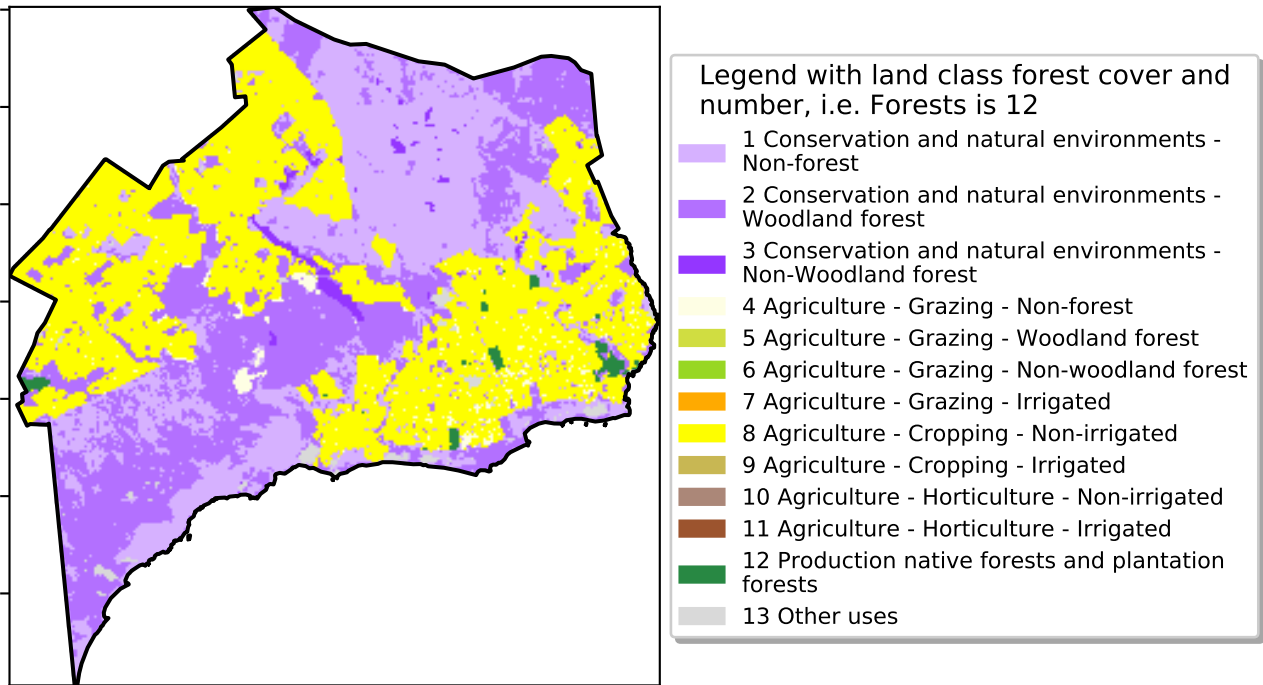 Legend with land class forest cover and
number, i.e. Forests is 12
1 Conservation and natural environments -
Non-forest
2 Conservation and natural environments -
Woodland forest
3 Conservation and natural environments -
Non-Woodland forest
4 Agriculture - Grazing - Non-forest
5 Agriculture - Grazing - Woodland forest
6 Agriculture - Grazing - Non-woodland forest
7 Agriculture - Grazing - Irrigated
8 Agriculture - Cropping - Non-irrigated
9 Agriculture - Cropping - Irrigated
10 Agriculture - Horticulture - Non-irrigated
11 Agriculture - Horticulture - Irrigated
12 Production native forests and plantation
forests
13 Other uses